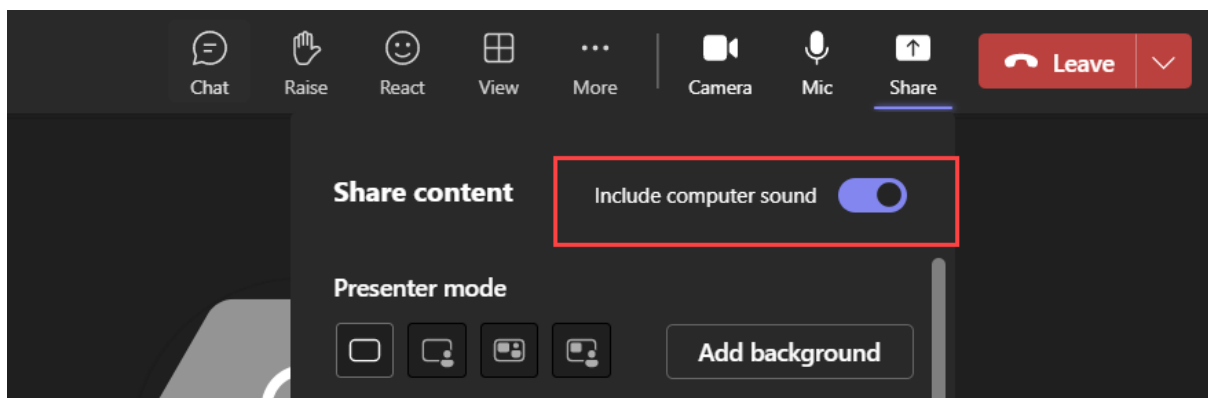 Chat Raise React View More Camera Mic Share Leave
Share content Include computer sound
Presenter mode
Add background